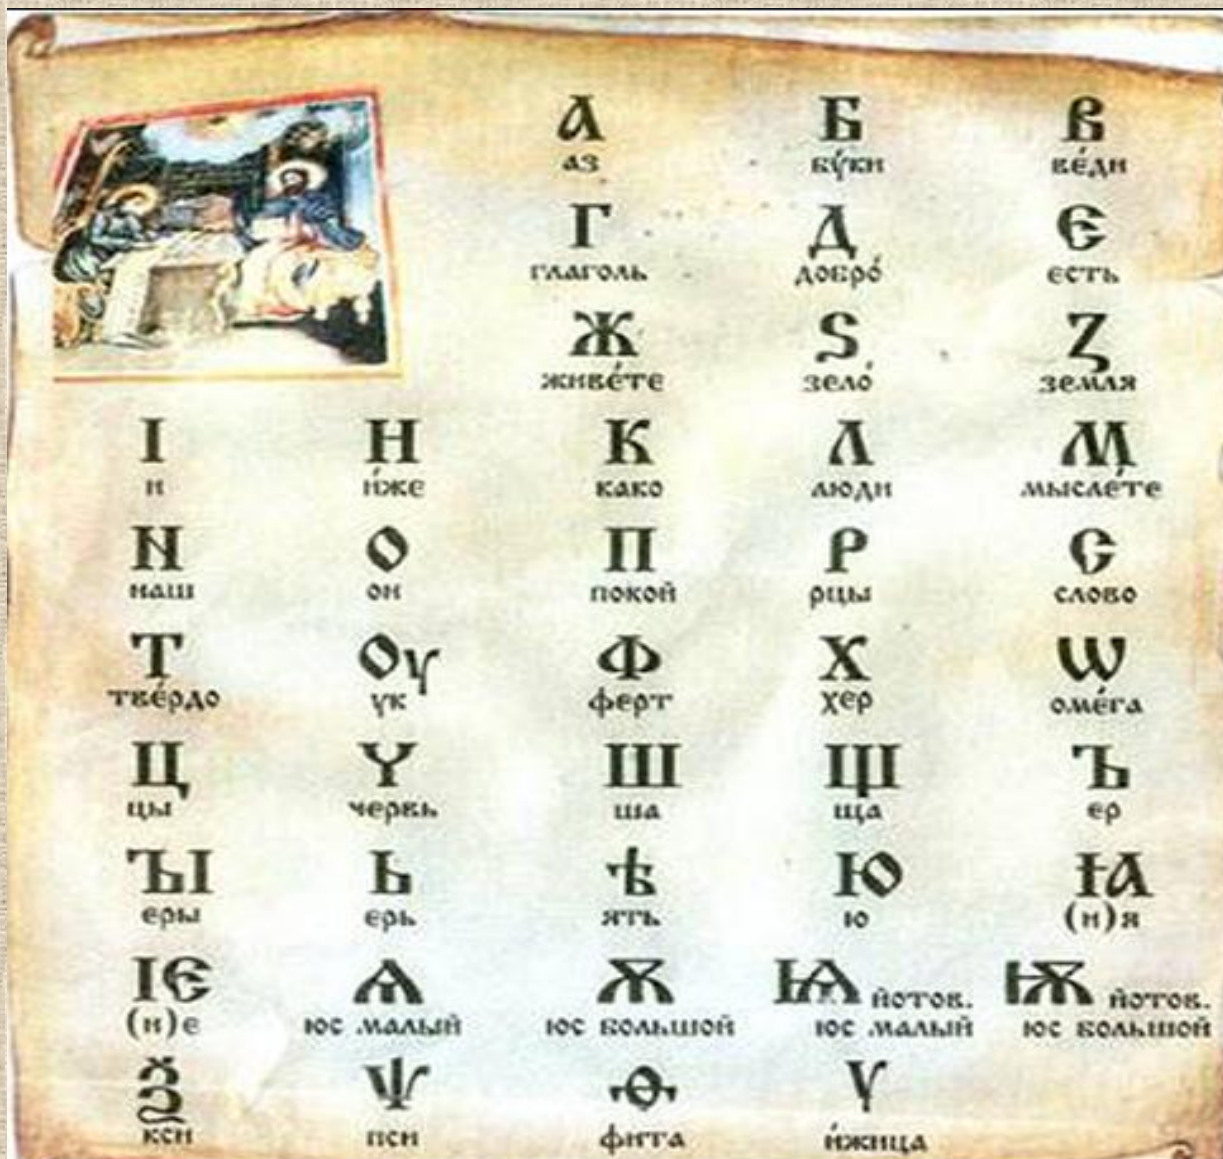 А Б В
аз бу́ки ве́ди
Г Д Є
глаголь добро́ єсть
Ж Ѕ З
живе́те зело́ земля
І Н К Л М
и и́же како люди мысле́те
N О П Р С
наш он покой рцы слово
Т Оу Ф Х Ѡ
тве́рдо ук ферт хер оме́га
Ц Ч Ш Щ Ъ
цы червь ша ща ер
ЪІ Ь Ѣ Ю Ꙗ
еры ерь ять ю (и)я
Ѥ Ѧ Ѫ Ѩ йотов. Ѭ йотов.
(и)е юс малый юс большой юс малый юс большой
Ѯ Ѱ Ѳ Ѵ
кси пси фита и́жица